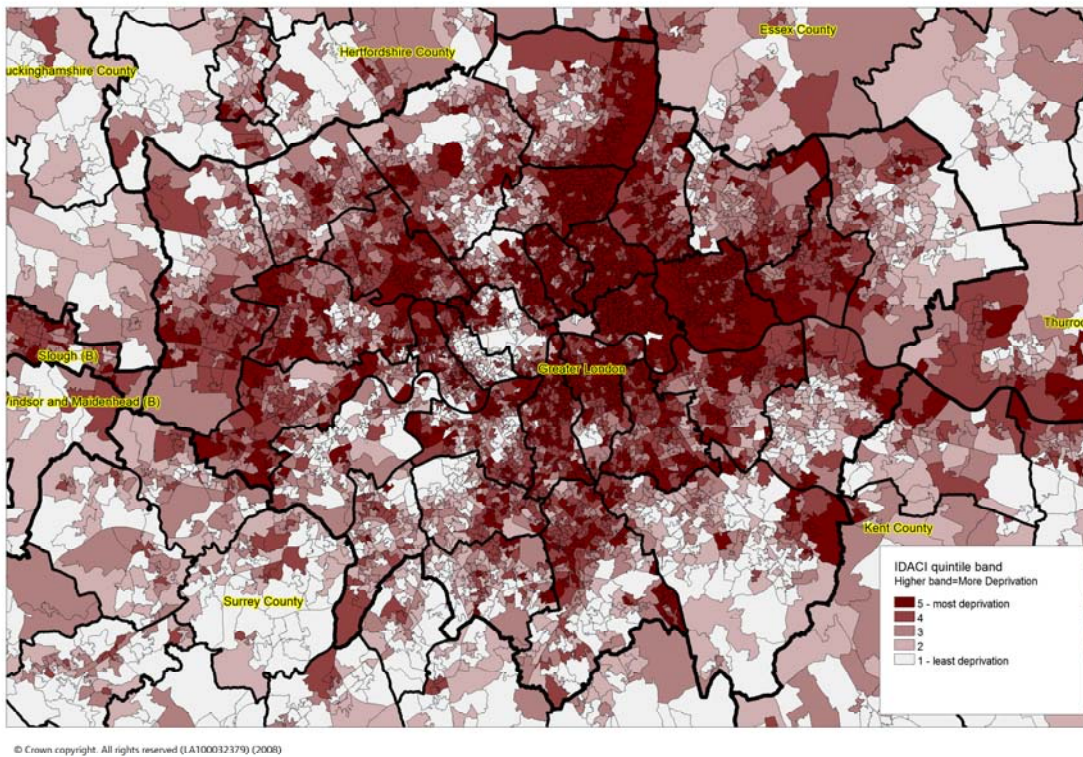 Essex County
Hertfordshire County
uckinghamshire County
Thurroc
Slough (B)
Greater London
Windsor and Maidenhead (B)
Kent County
Surrey County
IDACI quintile band
Higher band=More Deprivation
5 - most deprivation
4
3
2
1 - least deprivation
© Crown copyright. All rights reserved (LA100032379) (2008)